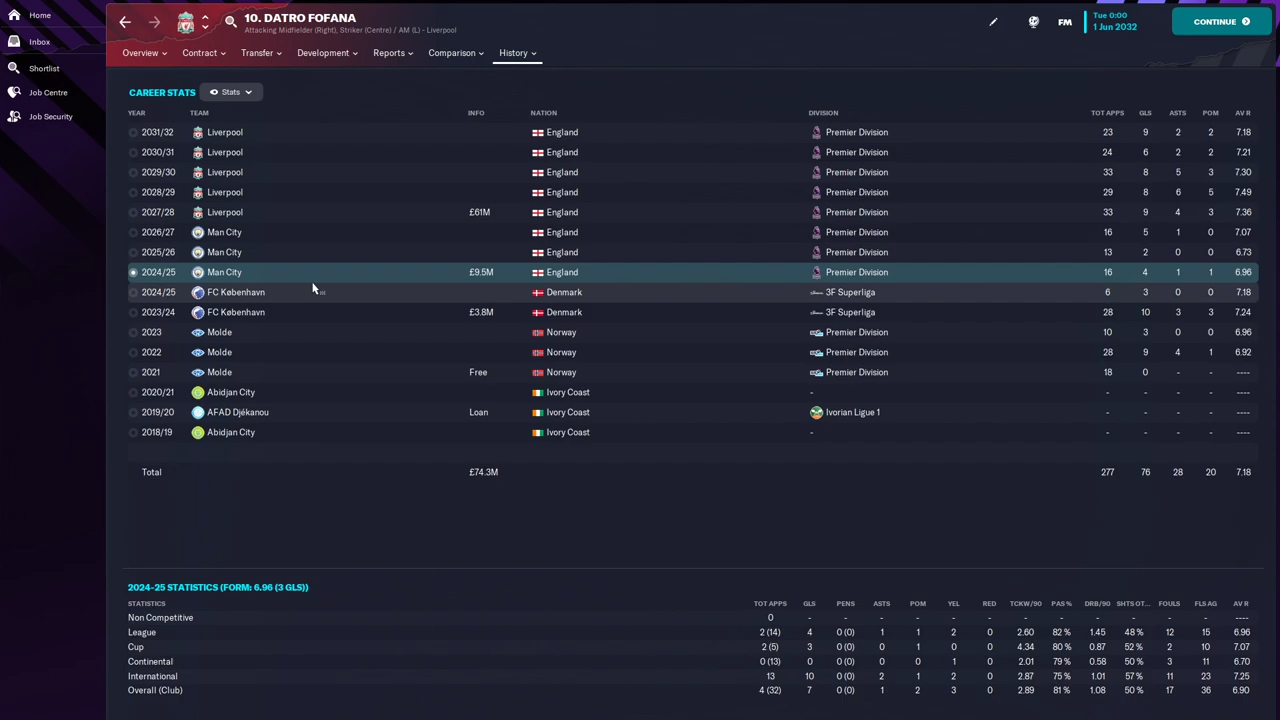 Home
Inbox
Shortlist
Job Centre
Job Security
10. DATRO FOFANA
Attacking Midfielder (Right), Striker (Centre) / AM (L) - Liverpool
FM
Tue 0:00
1 Jun 2032
CONTINUE
Overview Contract Transfer Development Reports Comparison History
CAREER STATS Stats
YEAR TEAM INFO NATION DIVISION TOT APPS GLS ASTS POM AV R
2031/32 Liverpool England Premier Division 23 9 2 2 7.18
2030/31 Liverpool England Premier Division 24 6 2 2 7.21
2029/30 Liverpool England Premier Division 33 8 5 3 7.30
2028/29 Liverpool England Premier Division 29 8 6 5 7.49
2027/28 Liverpool £61M England Premier Division 33 9 4 3 7.36
2026/27 Man City England Premier Division 16 5 1 0 7.07
2025/26 Man City England Premier Division 13 2 0 0 6.73
2024/25 Man City £9.5M England Premier Division 16 4 1 1 6.96
2024/25 FC København Denmark 3F Superliga 6 3 0 0 7.18
2023/24 FC København £3.8M Denmark 3F Superliga 28 10 3 3 7.24
2023 Molde Norway Premier Division 10 3 0 0 6.96
2022 Molde Norway Premier Division 28 9 4 1 6.92
2021 Molde Free Norway Premier Division 18 0 - - ----
2020/21 Abidjan City Ivory Coast - - - - - ----
2019/20 AFAD Djékanou Loan Ivory Coast Ivorian Ligue 1 - - - - ----
2018/19 Abidjan City Ivory Coast - - - - - ----
Total £74.3M 277 76 28 20 7.18
2024-25 STATISTICS (FORM: 6.96 (3 GLS))
STATISTICS TOT APPS GLS PENS ASTS POM YEL RED TCKW/90 PAS % DRB/90 SHTS OT... FOULS FLS AG AV R
Non Competitive 0 - - - - - - - - - - - - ----
League 2 (14) 4 0 (0) 1 1 2 0 2.60 82 % 1.45 48 % 12 15 6.96
Cup 2 (5) 3 0 (0) 0 1 0 0 4.34 80 % 0.87 52 % 2 10 7.07
Continental 0 (13) 0 0 (0) 0 0 1 0 2.01 79 % 0.58 50 % 3 11 6.70
International 13 10 0 (0) 2 1 2 0 2.87 75 % 1.01 57 % 11 23 7.25
Overall (Club) 4 (32) 7 0 (0) 1 2 3 0 2.89 81 % 1.08 50 % 17 36 6.90